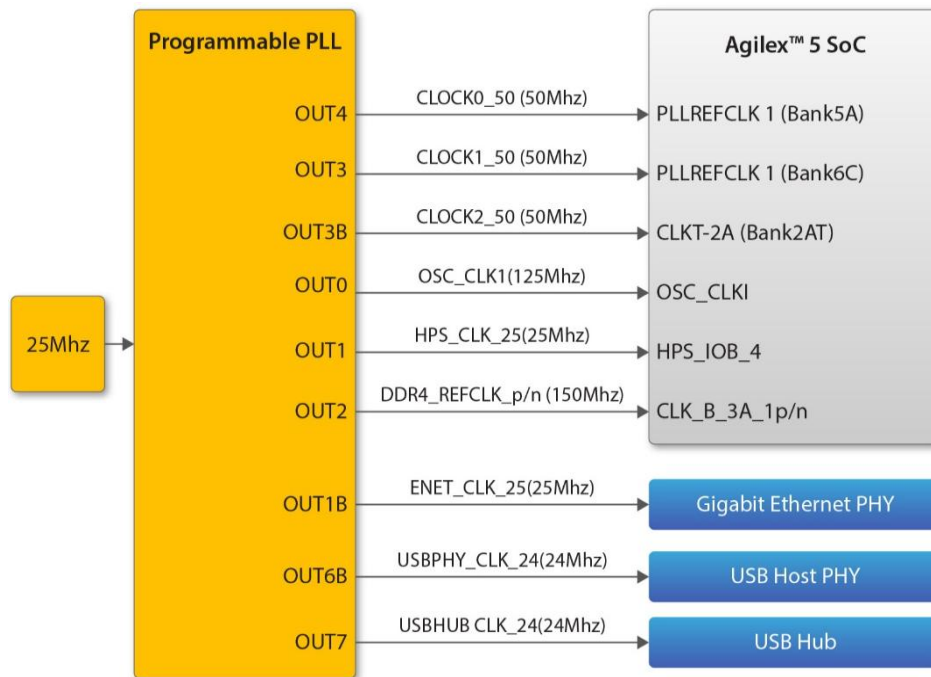 Programmable PLL
Agilex™ 5 SoC
OUT4
CLOCK0_50 (50Mhz)
PLLREFCLK 1 (Bank5A)
OUT3
CLOCK1_50 (50Mhz)
PLLREFCLK 1 (Bank6C)
OUT3B
CLOCK2_50 (50Mhz)
CLKT-2A (Bank2AT)
OUT0
OSC_CLK1(125Mhz)
OSC_CLKI
25Mhz
OUT1
HPS_CLK_25(25Mhz)
HPS_IOB_4
OUT2
DDR4_REFCLK_p/n (150Mhz)
CLK_B_3A_1p/n
OUT1B
ENET_CLK_25(25Mhz)
Gigabit Ethernet PHY
OUT6B
USBPHY_CLK_24(24Mhz)
USB Host PHY
OUT7
USBHUB CLK_24(24Mhz)
USB Hub